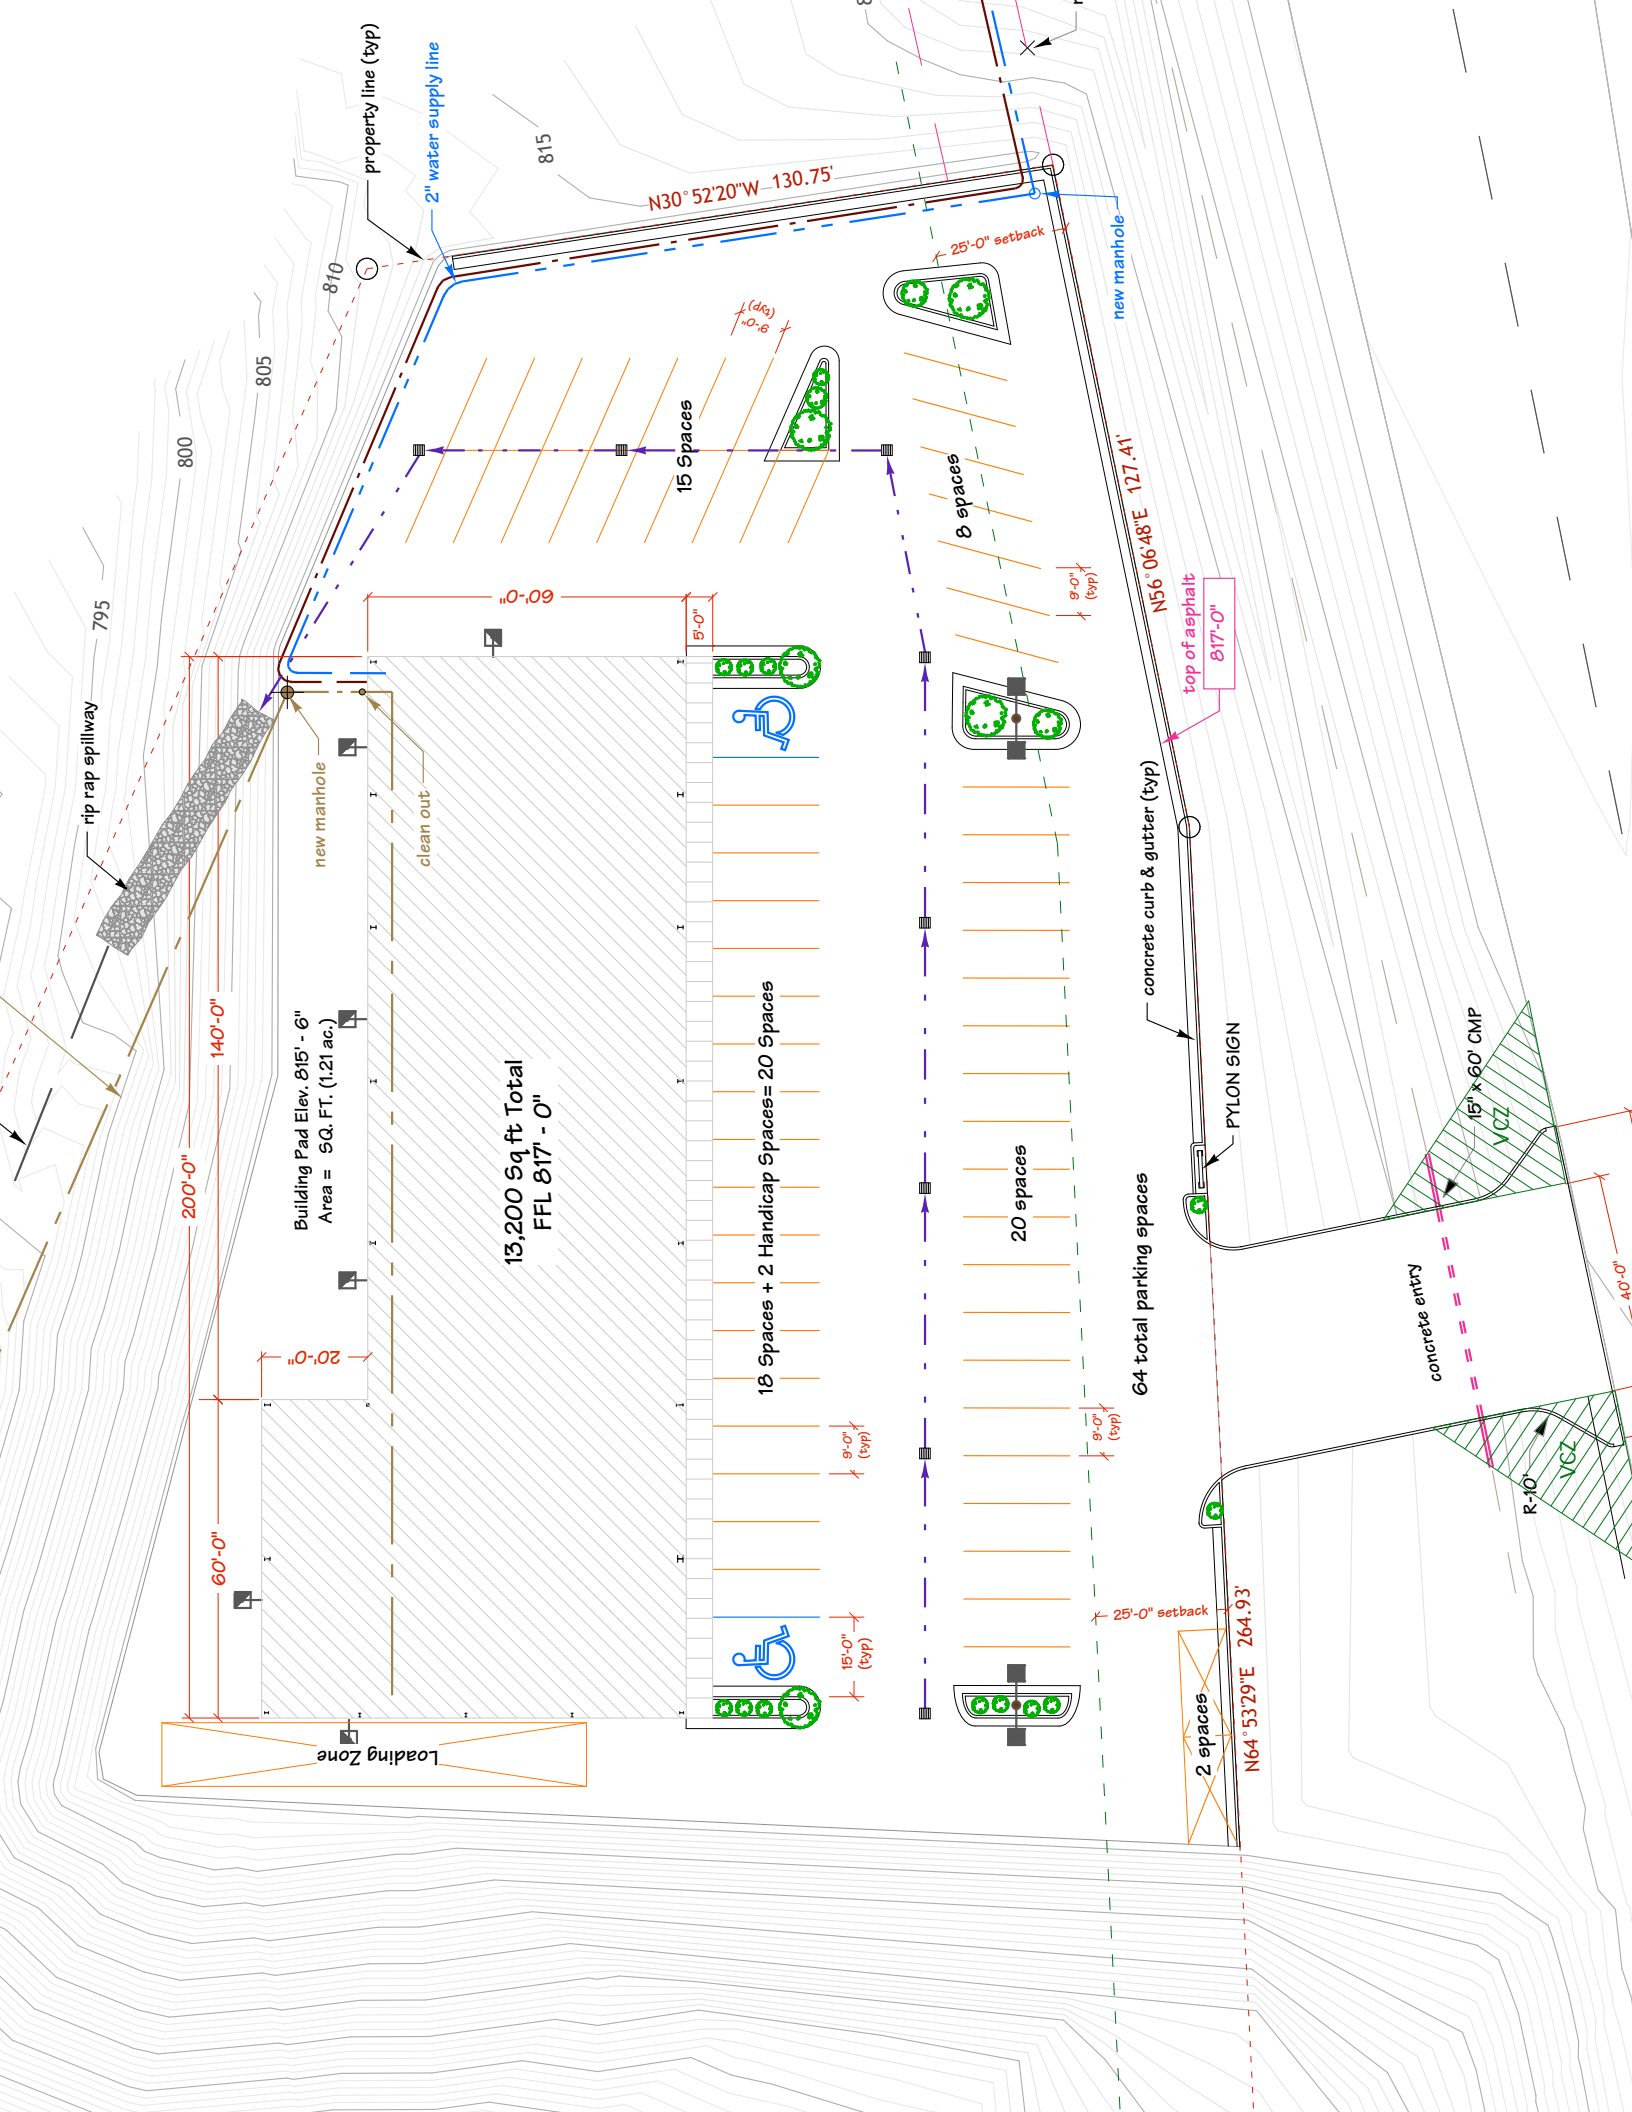 property line (typ)
2" water supply line
815
810
805
800
795
N30°52'20"W 130.75'
25'-0" setback
new manhole
9'-0"
(typ)
15 Spaces
8 spaces
9'-0"
(typ)
N56°06'48"E 127.41'
top of asphalt
817'-0"
60'-0"
5'-0"
rip rap spillway
new manhole
clean out
concrete curb & gutter (typ)
140'-0"
200'-0"
60'-0"
20'-0"
Building Pad Elev. 815' - 6"
Area = SQ. FT. (1.21 ac.)
13,200 Sq ft Total
FFL 817' - 0"
18 Spaces + 2 Handicap Spaces= 20 Spaces
20 spaces
64 total parking spaces
PYLON SIGN
15" x 60' CMP
VCZ
concrete entry
40'-0"
R-10'
VCZ
9'-0"
(typ)
9'-0"
(typ)
15'-0"
(typ)
25'-0" setback
2 spaces
N64°53'29"E 264.93'
Loading Zone